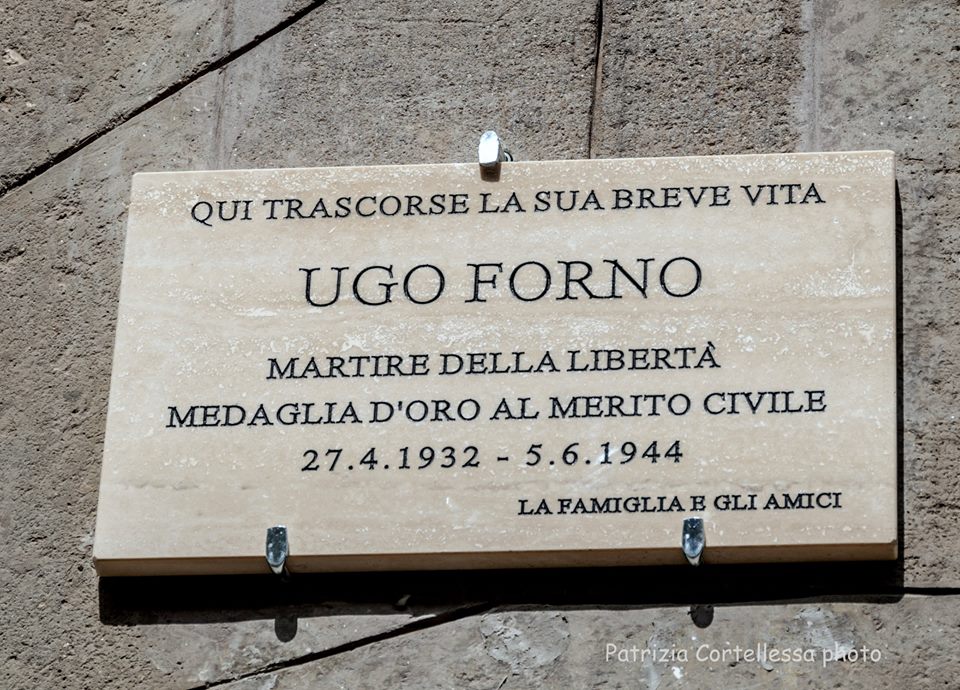 QUI TRASCORSE LA SUA BREVE VITA
UGO FORNO
MARTIRE DELLA LIBERTÀ
MEDAGLIA D'ORO AL MERITO CIVILE
27.4.1932 - 5.6.1944
LA FAMIGLIA E GLI AMICI
Patrizia Cortellessa photo